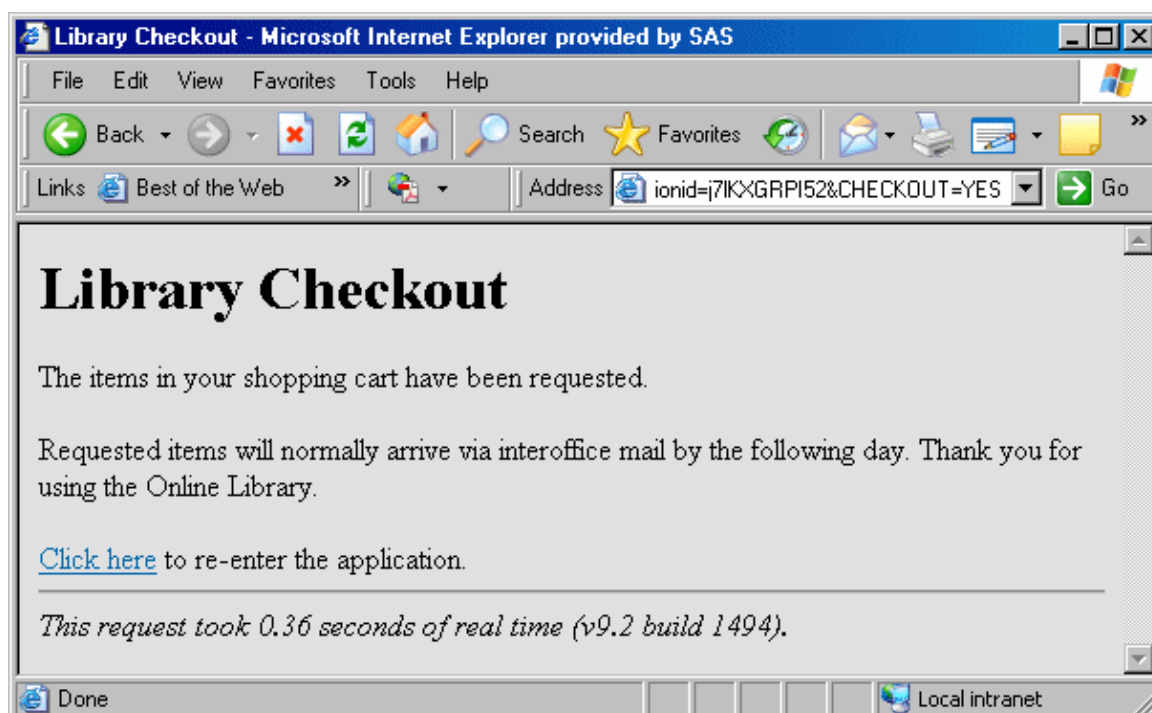 Library Checkout - Microsoft Internet Explorer provided by SAS
File Edit View Favorites Tools Help
Back Search Favorites »
Links Best of the Web » Address ionid=j7IKXGRPI52&CHECKOUT=YES Go
Library Checkout
The items in your shopping cart have been requested.
Requested items will normally arrive via interoffice mail by the following day. Thank you for
using the Online Library.
Click here to re-enter the application.
This request took 0.36 seconds of real time (v9.2 build 1494).
Done Local intranet